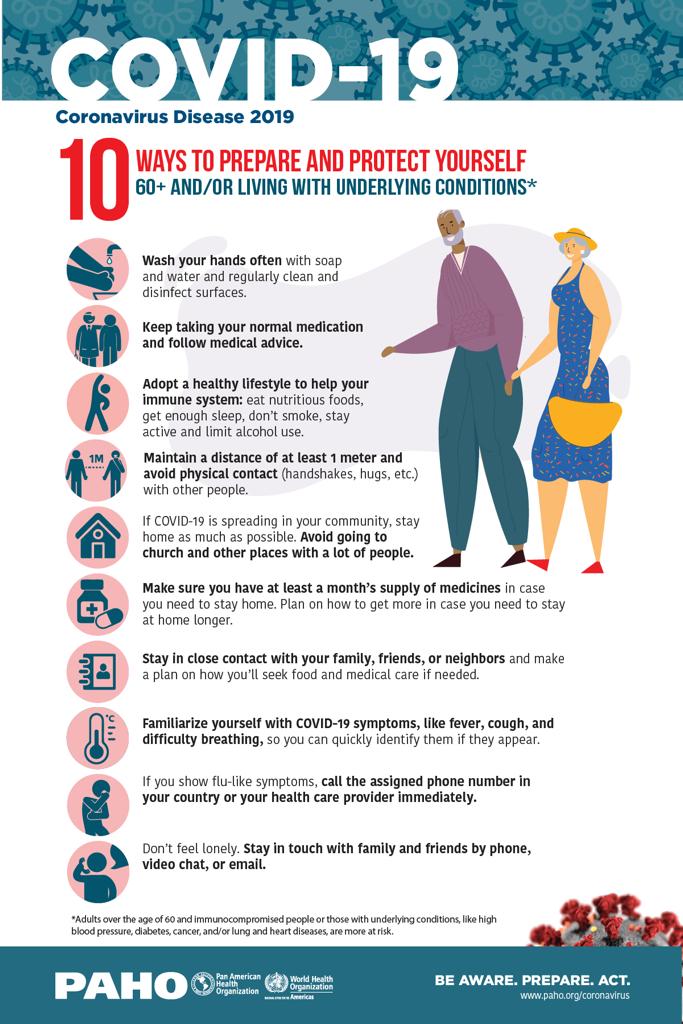 COVID-19
Coronavirus Disease 2019
10 WAYS TO PREPARE AND PROTECT YOURSELF
60+ AND/OR LIVING WITH UNDERLYING CONDITIONS*
Wash your hands often with soap
and water and regularly clean and
disinfect surfaces.
Keep taking your normal medication
and follow medical advice.
Adopt a healthy lifestyle to help your
immune system: eat nutritious foods,
get enough sleep, don't smoke, stay
active and limit alcohol use.
1M
Maintain a distance of at least 1 meter and
avoid physical contact (handshakes, hugs, etc.)
with other people.
If COVID-19 is spreading in your community, stay
home as much as possible. Avoid going to
church and other places with a lot of people.
Make sure you have at least a month's supply of medicines in case
you need to stay home. Plan on how to get more in case you need to stay
at home longer.
Stay in close contact with your family, friends, or neighbors and make
a plan on how you'll seek food and medical care if needed.
°C
Familiarize yourself with COVID-19 symptoms, like fever, cough, and
difficulty breathing, so you can quickly identify them if they appear.
If you show flu-like symptoms, call the assigned phone number in
your country or your health care provider immediately.
Don't feel lonely. Stay in touch with family and friends by phone,
video chat, or email.
*Adults over the age of 60 and immunocompromised people or those with underlying conditions, like high
blood pressure, diabetes, cancer, and/or lung and heart diseases, are more at risk.
PAHO
Pan American
Health
Organization
World Health
Organization
Americas
BE AWARE. PREPARE. ACT.
www.paho.org/coronavirus